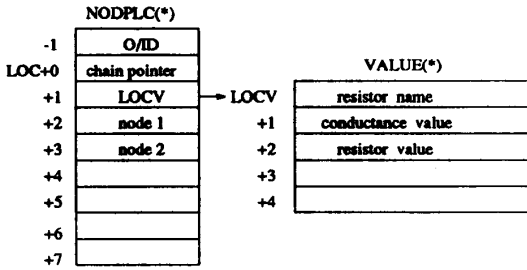 NODPLC(*)
-1 O/ID
LOC+0 chain pointer
+1 LOCV
+2 node 1
+3 node 2
+4
+5
+6
+7
VALUE(*)
LOCV resistor name
+1 conductance value
+2 resistor value
+3
+4